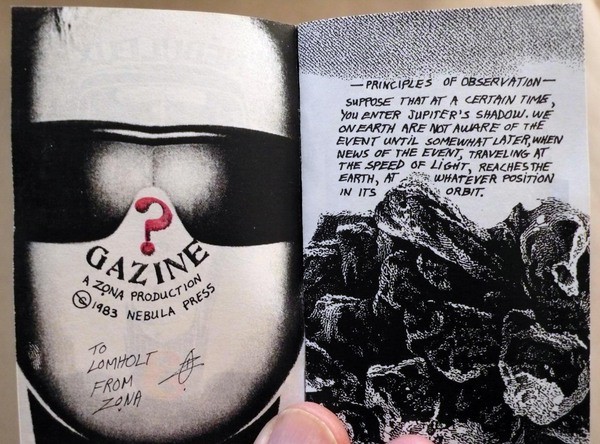 ?
GAZINE
A ZONA PRODUCTION
© 1983 NEBULA PRESS
TO
LOMHOLT
FROM
ZONA
—PRINCIPLES OF OBSERVATION—
SUPPOSE THAT AT A CERTAIN TIME,
YOU ENTER JUPITER'S SHADOW. WE
ON EARTH ARE NOT AWARE OF THE
EVENT UNTIL SOMEWHAT LATER, WHEN
NEWS OF THE EVENT, TRAVELING AT
THE SPEED OF LIGHT, REACHES THE
EARTH, AT WHATEVER POSITION
IN ITS ORBIT.